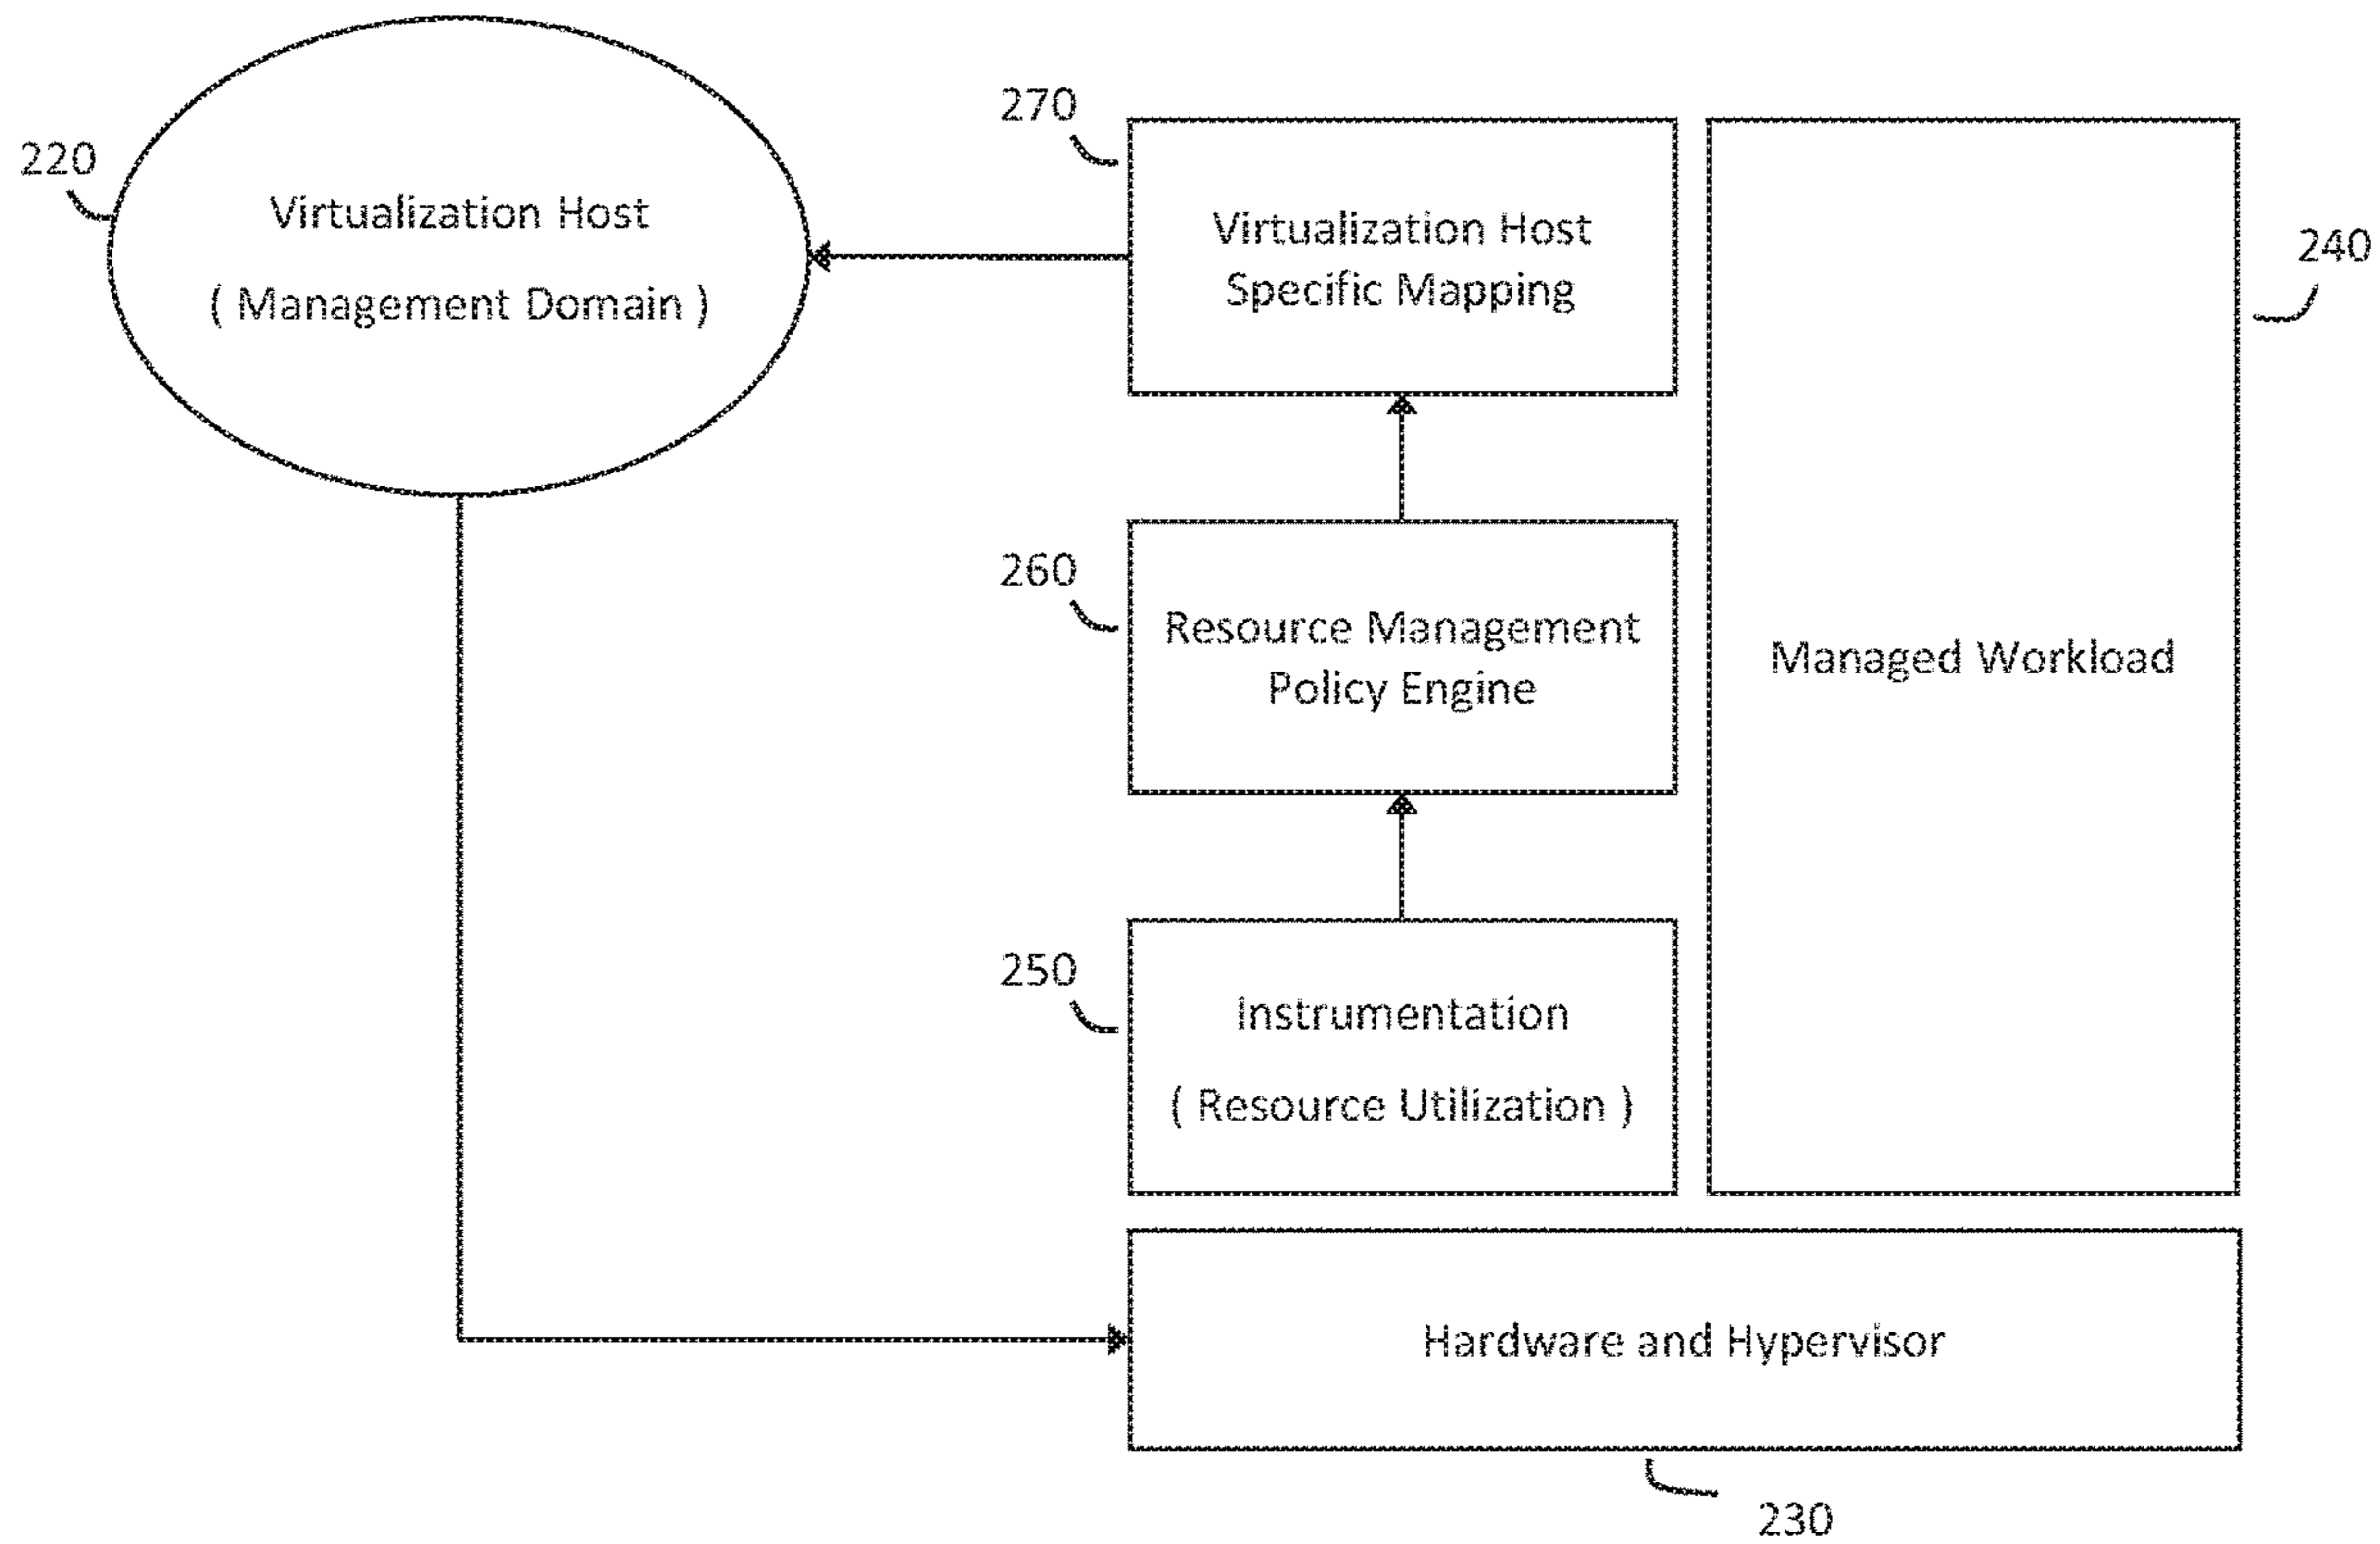 220
Virtualization Host
( Management Domain )
270
Virtualization Host
Specific Mapping
240
260
Resource Management
Policy Engine
Managed Workload
250
Instrumentation
( Resource Utilization )
Hardware and Hypervisor
230